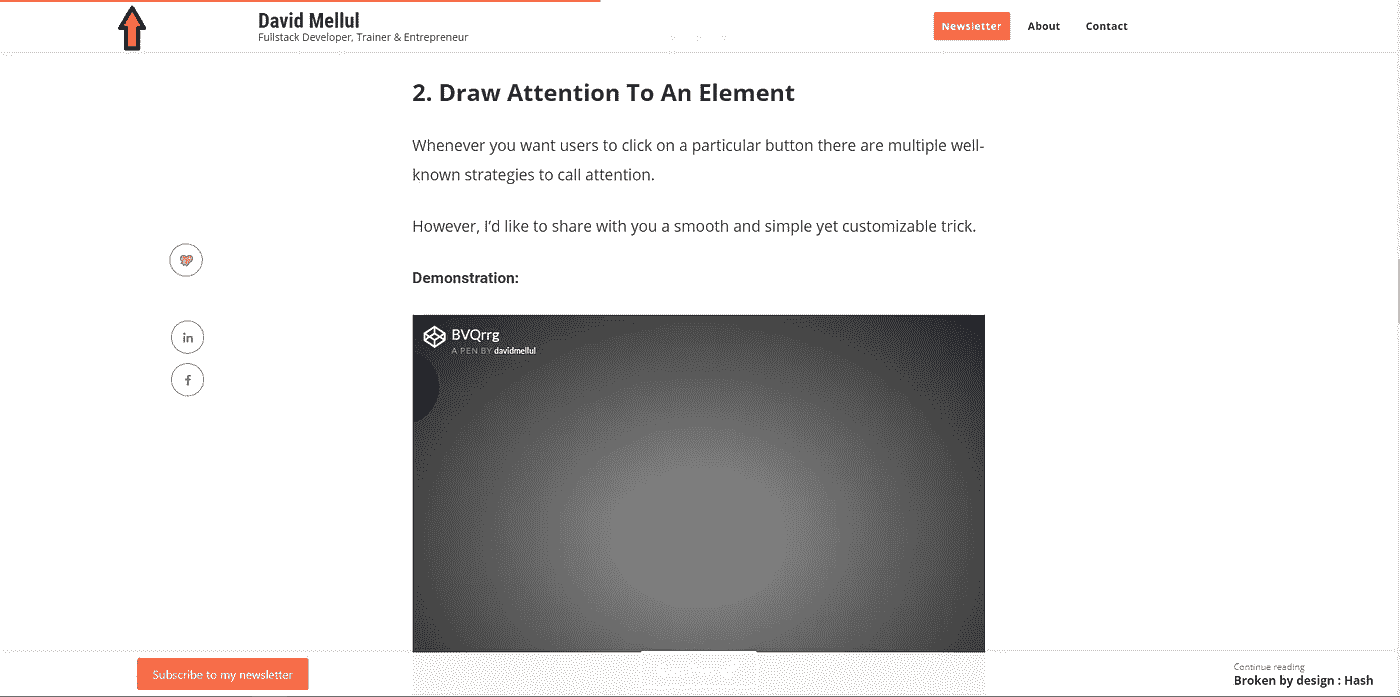 David Mellul
Fullstack Developer, Trainer & Entrepreneur
Newsletter
About
Contact
2. Draw Attention To An Element
Whenever you want users to click on a particular button there are multiple well-
known strategies to call attention.
However, I’d like to share with you a smooth and simple yet customizable trick.
Demonstration:
BVQrrg
A PEN BY davidmellul
in
f
Subscribe to my newsletter
Continue reading
Broken by design : Hash